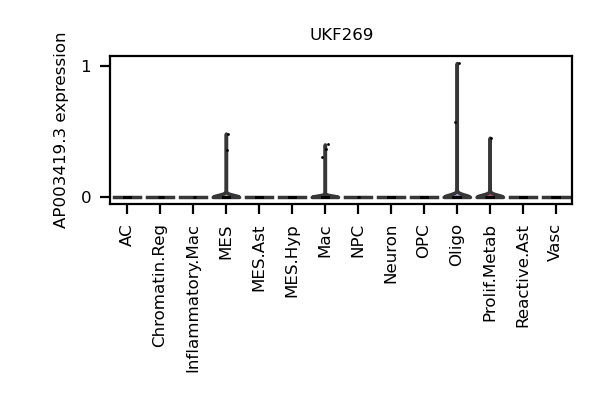 UKF269
AP003419.3 expression
1
0
AC
Chromatin.Reg
Inflammatory.Mac
MES
MES.Ast
MES.Hyp
Mac
NPC
Neuron
OPC
Oligo
Prolif.Metab
Reactive.Ast
Vasc